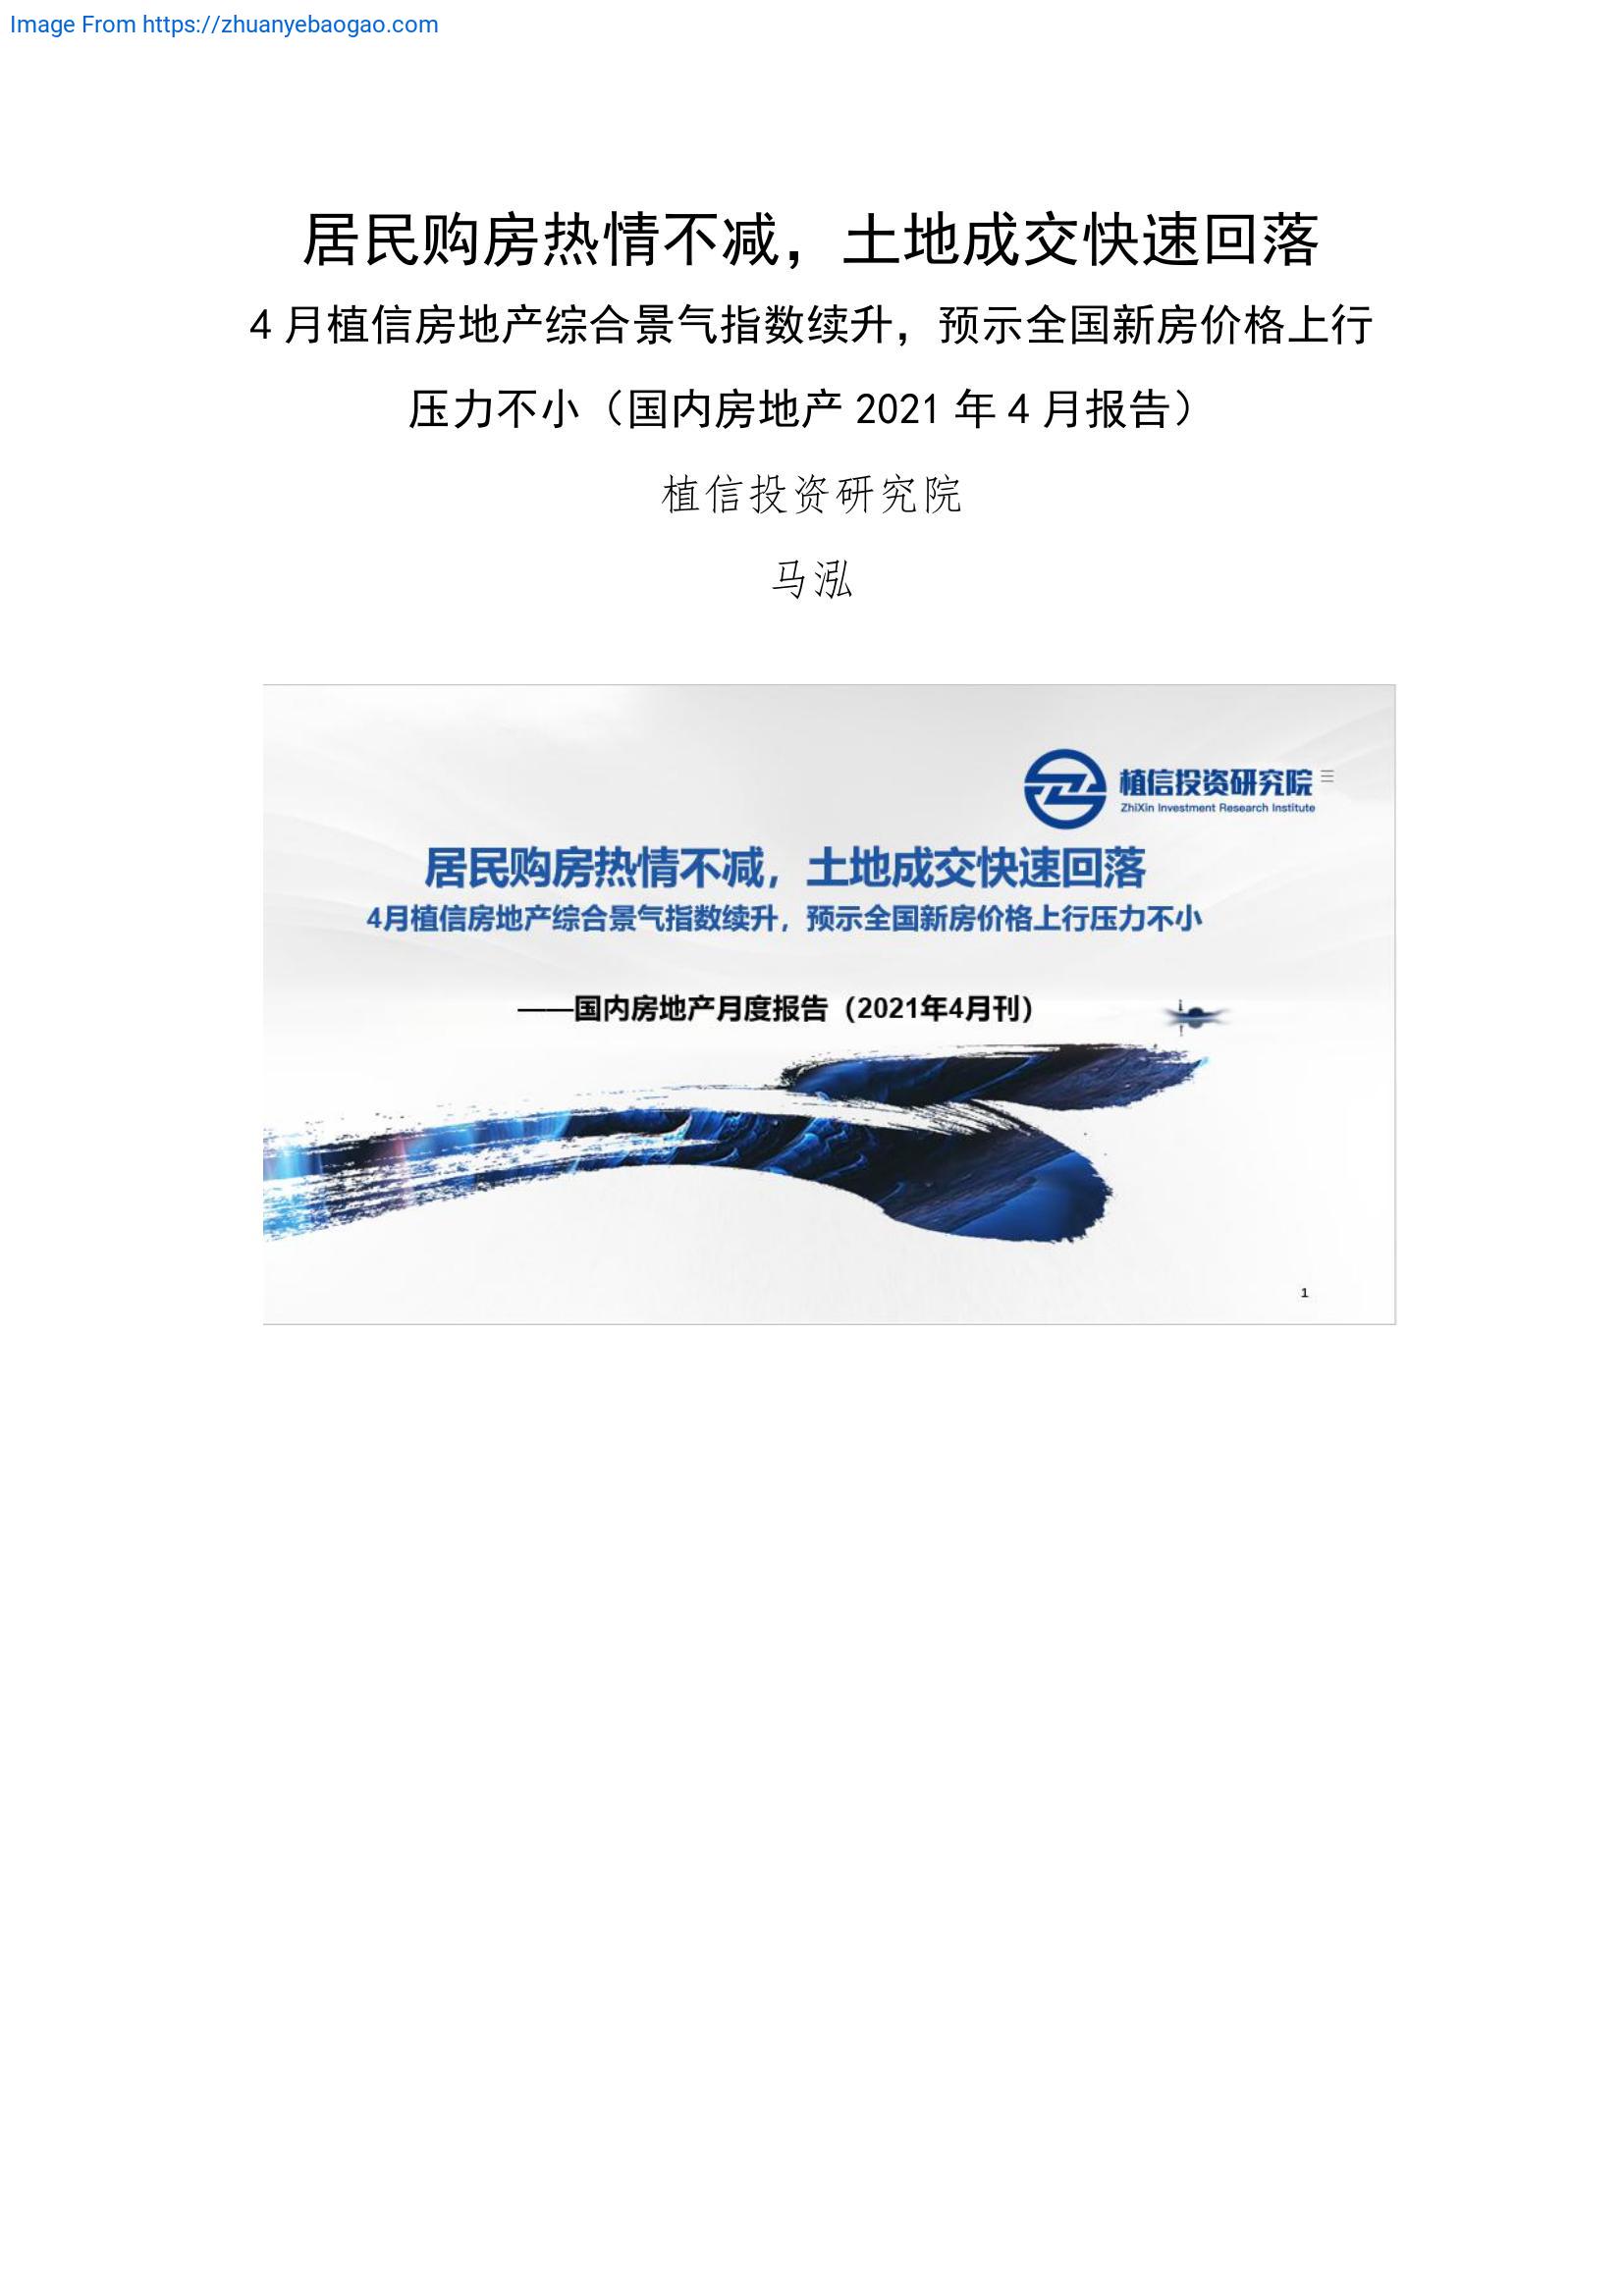 Image From https://zhuanyebaogao.com
居民购房热情不减，土地成交快速回落
4 月植信房地产综合景气指数续升，预示全国新房价格上行
压力不小（国内房地产 2021 年 4 月报告）
植信投资研究院
马泓
植信投资研究院
ZhiXin Investment Research Institute
居民购房热情不减，土地成交快速回落
4月植信房地产综合景气指数续升，预示全国新房价格上行压力不小
——国内房地产月度报告（2021年4月刊）
1